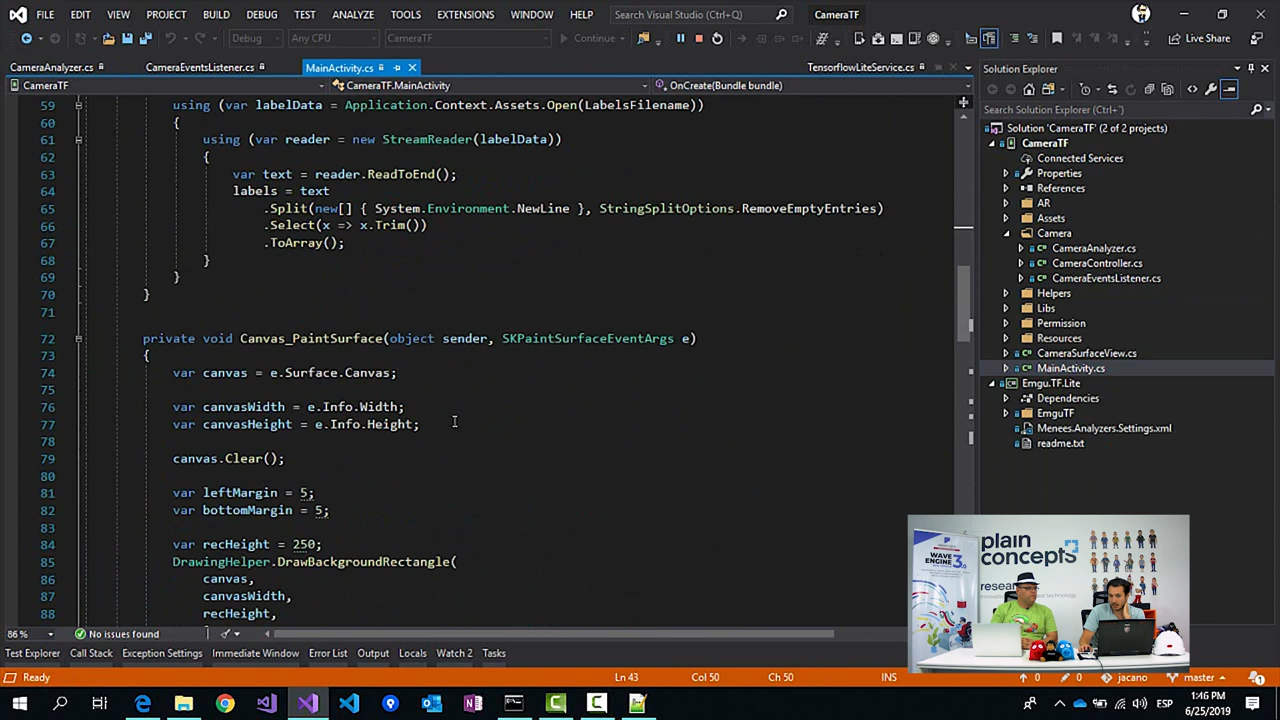 FILE EDIT VIEW PROJECT BUILD DEBUG TEST ANALYZE TOOLS EXTENSIONS WINDOW HELP Search Visual Studio (Ctrl+Q) CameraTF
Debug Any CPU CameraTF Continue Live Share
CameraAnalyzer.cs CameraEventsListener.cs MainActivity.cs TensorflowLiteService.cs
CameraTF CameraTF.MainActivity OnCreate(Bundle bundle)
59 using (var labelData = Application.Context.Assets.Open(LabelsFilename))
60 {
61 using (var reader = new StreamReader(labelData))
62 {
63 var text = reader.ReadToEnd();
64 labels = text
65 .Split(new[] { System.Environment.NewLine }, StringSplitOptions.RemoveEmptyEntries)
66 .Select(x => x.Trim())
67 .ToArray();
68 }
69 }
70 }
71
72 private void Canvas_PaintSurface(object sender, SKPaintSurfaceEventArgs e)
73 {
74 var canvas = e.Surface.Canvas;
75
76 var canvasWidth = e.Info.Width;
77 var canvasHeight = e.Info.Height;
78
79 canvas.Clear();
80
81 var leftMargin = 5;
82 var bottomMargin = 5;
83
84 var recHeight = 250;
85 DrawingHelper.DrawBackgroundRectangle(
86 canvas,
87 canvasWidth,
88 recHeight,
86 % No issues found
Solution Explorer
Search Solution Explorer (Ctrl+')
Solution 'CameraTF' (2 of 2 projects)
CameraTF
Connected Services
Properties
References
AR
Assets
Camera
CameraAnalyzer.cs
CameraController.cs
CameraEventsListener.cs
Helpers
Libs
Permission
Resources
CameraSurfaceView.cs
MainActivity.cs
Emgu.TF.Lite
Dependencies
EmguTF
Menees.Analyzers.Settings.xml
readme.txt
WAVE
ENGINE
3.0
plain
concepts
research
Test Explorer Call Stack Exception Settings Immediate Window Error List Output Locals Watch 2 Tasks
Ready Ln 43 Col 50 Ch 50 INS 0 0 jacano master
ESP 1:46 PM
6/25/2019